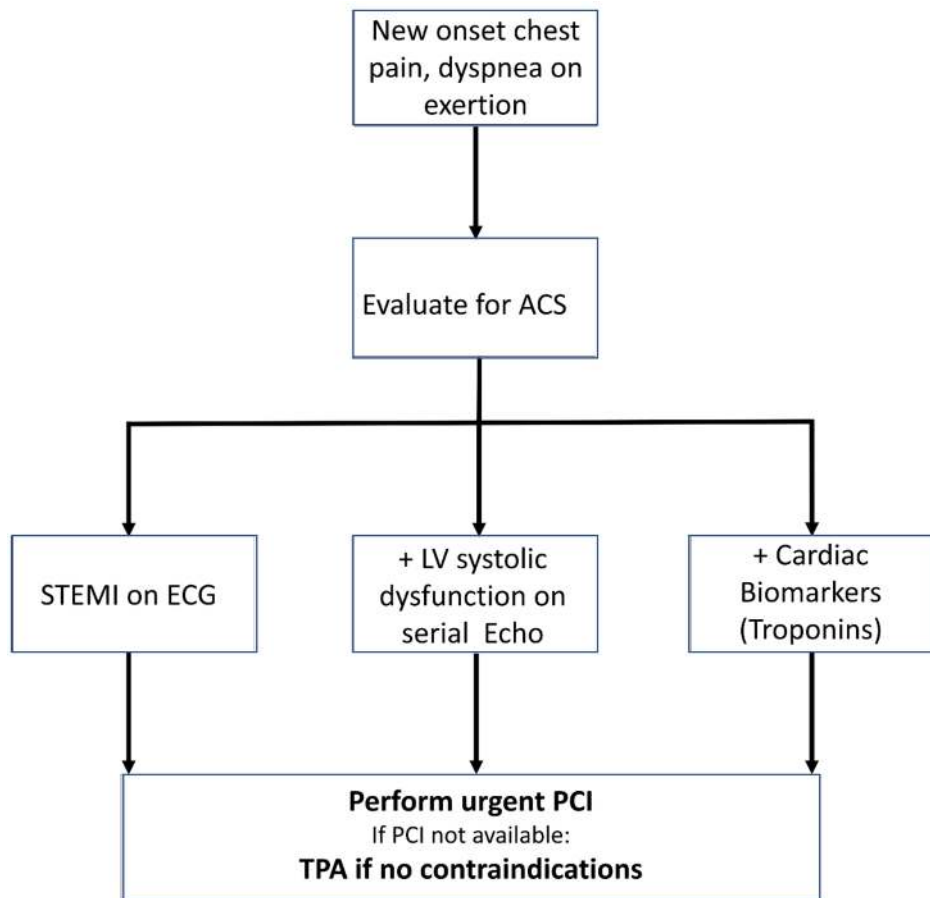 New onset chest
pain, dyspnea on
exertion
Evaluate for ACS
STEMI on ECG
+ LV systolic
dysfunction on
serial Echo
+ Cardiac
Biomarkers
(Troponins)
Perform urgent PCI
If PCI not available:
TPA if no contraindications